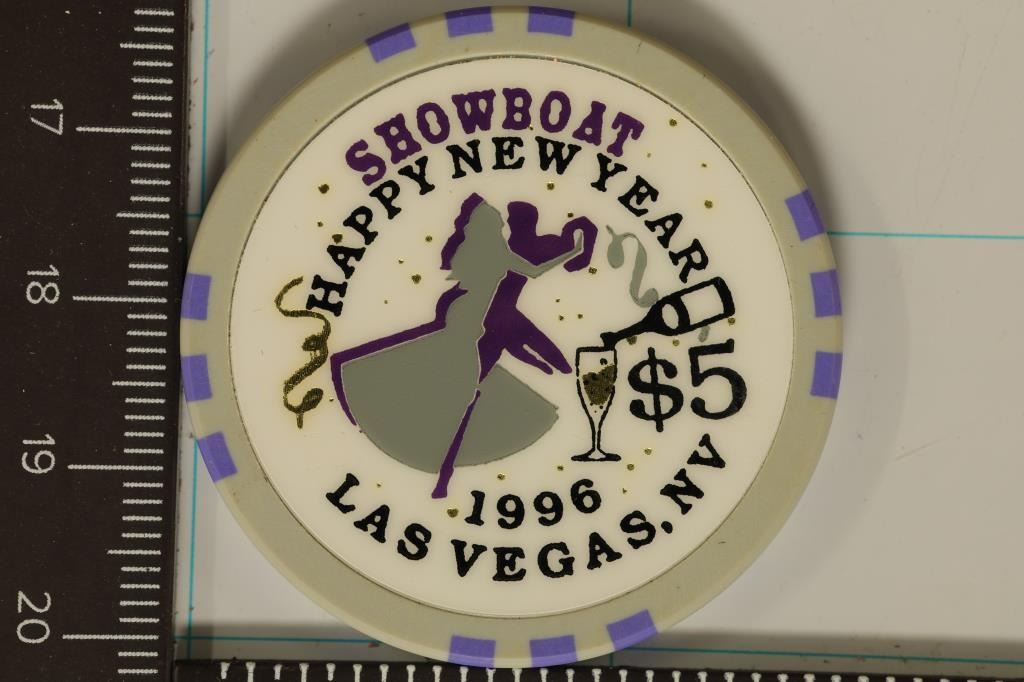 SHOWBOAT
HAPPY NEW YEAR
$5
1996
LAS VEGAS, NV
17
18
19
20